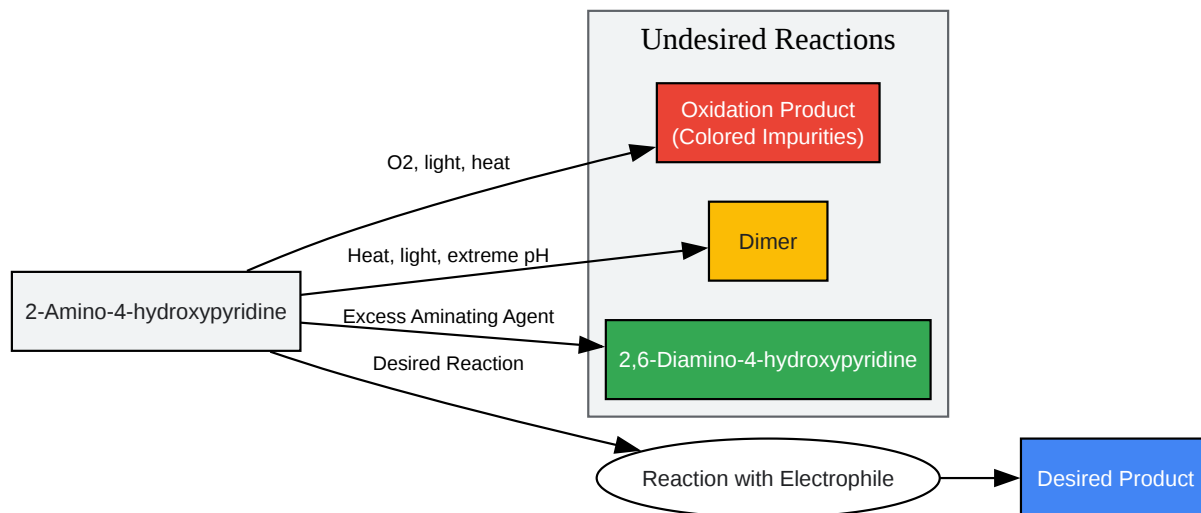 Undesired Reactions
Oxidation Product
(Colored Impurities)
O2, light, heat
Dimer
Heat, light, extreme pH
2-Amino-4-hydroxypyridine
Excess Aminating Agent
2,6-Diamino-4-hydroxypyridine
Desired Reaction
Reaction with Electrophile
Desired Product